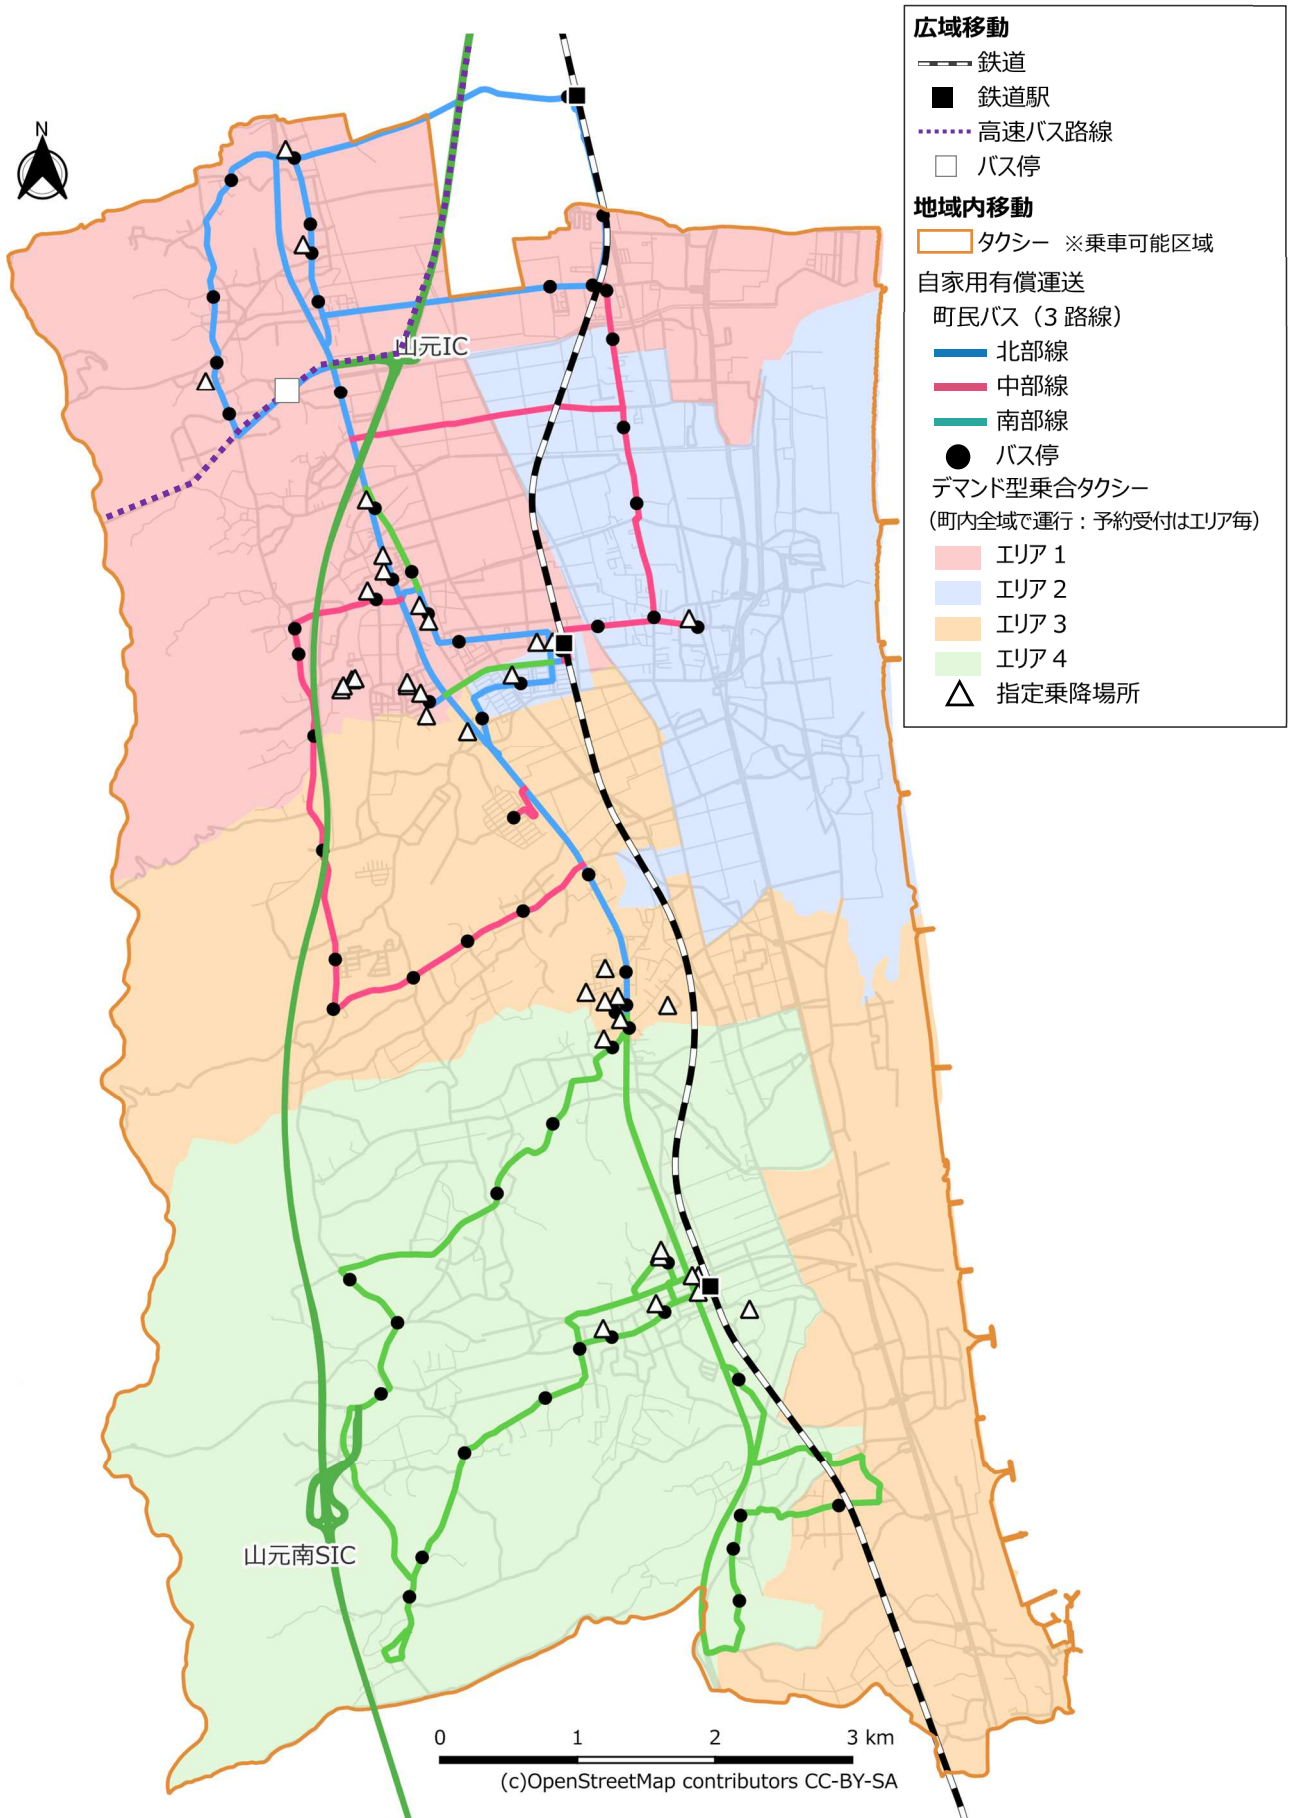 広域移動
鉄道
鉄道駅
高速バス路線
バス停
地域内移動
タクシー ※乗車可能区域
自家用有償運送
町民バス（3 路線）
北部線
中部線
南部線
バス停
デマンド型乗合タクシー
（町内全域で運行：予約受付はエリア毎）
エリア 1
エリア 2
エリア 3
エリア 4
指定乗降場所
N
山元IC
山元南SIC
0 1 2 3 km
(c)OpenStreetMap contributors CC-BY-SA